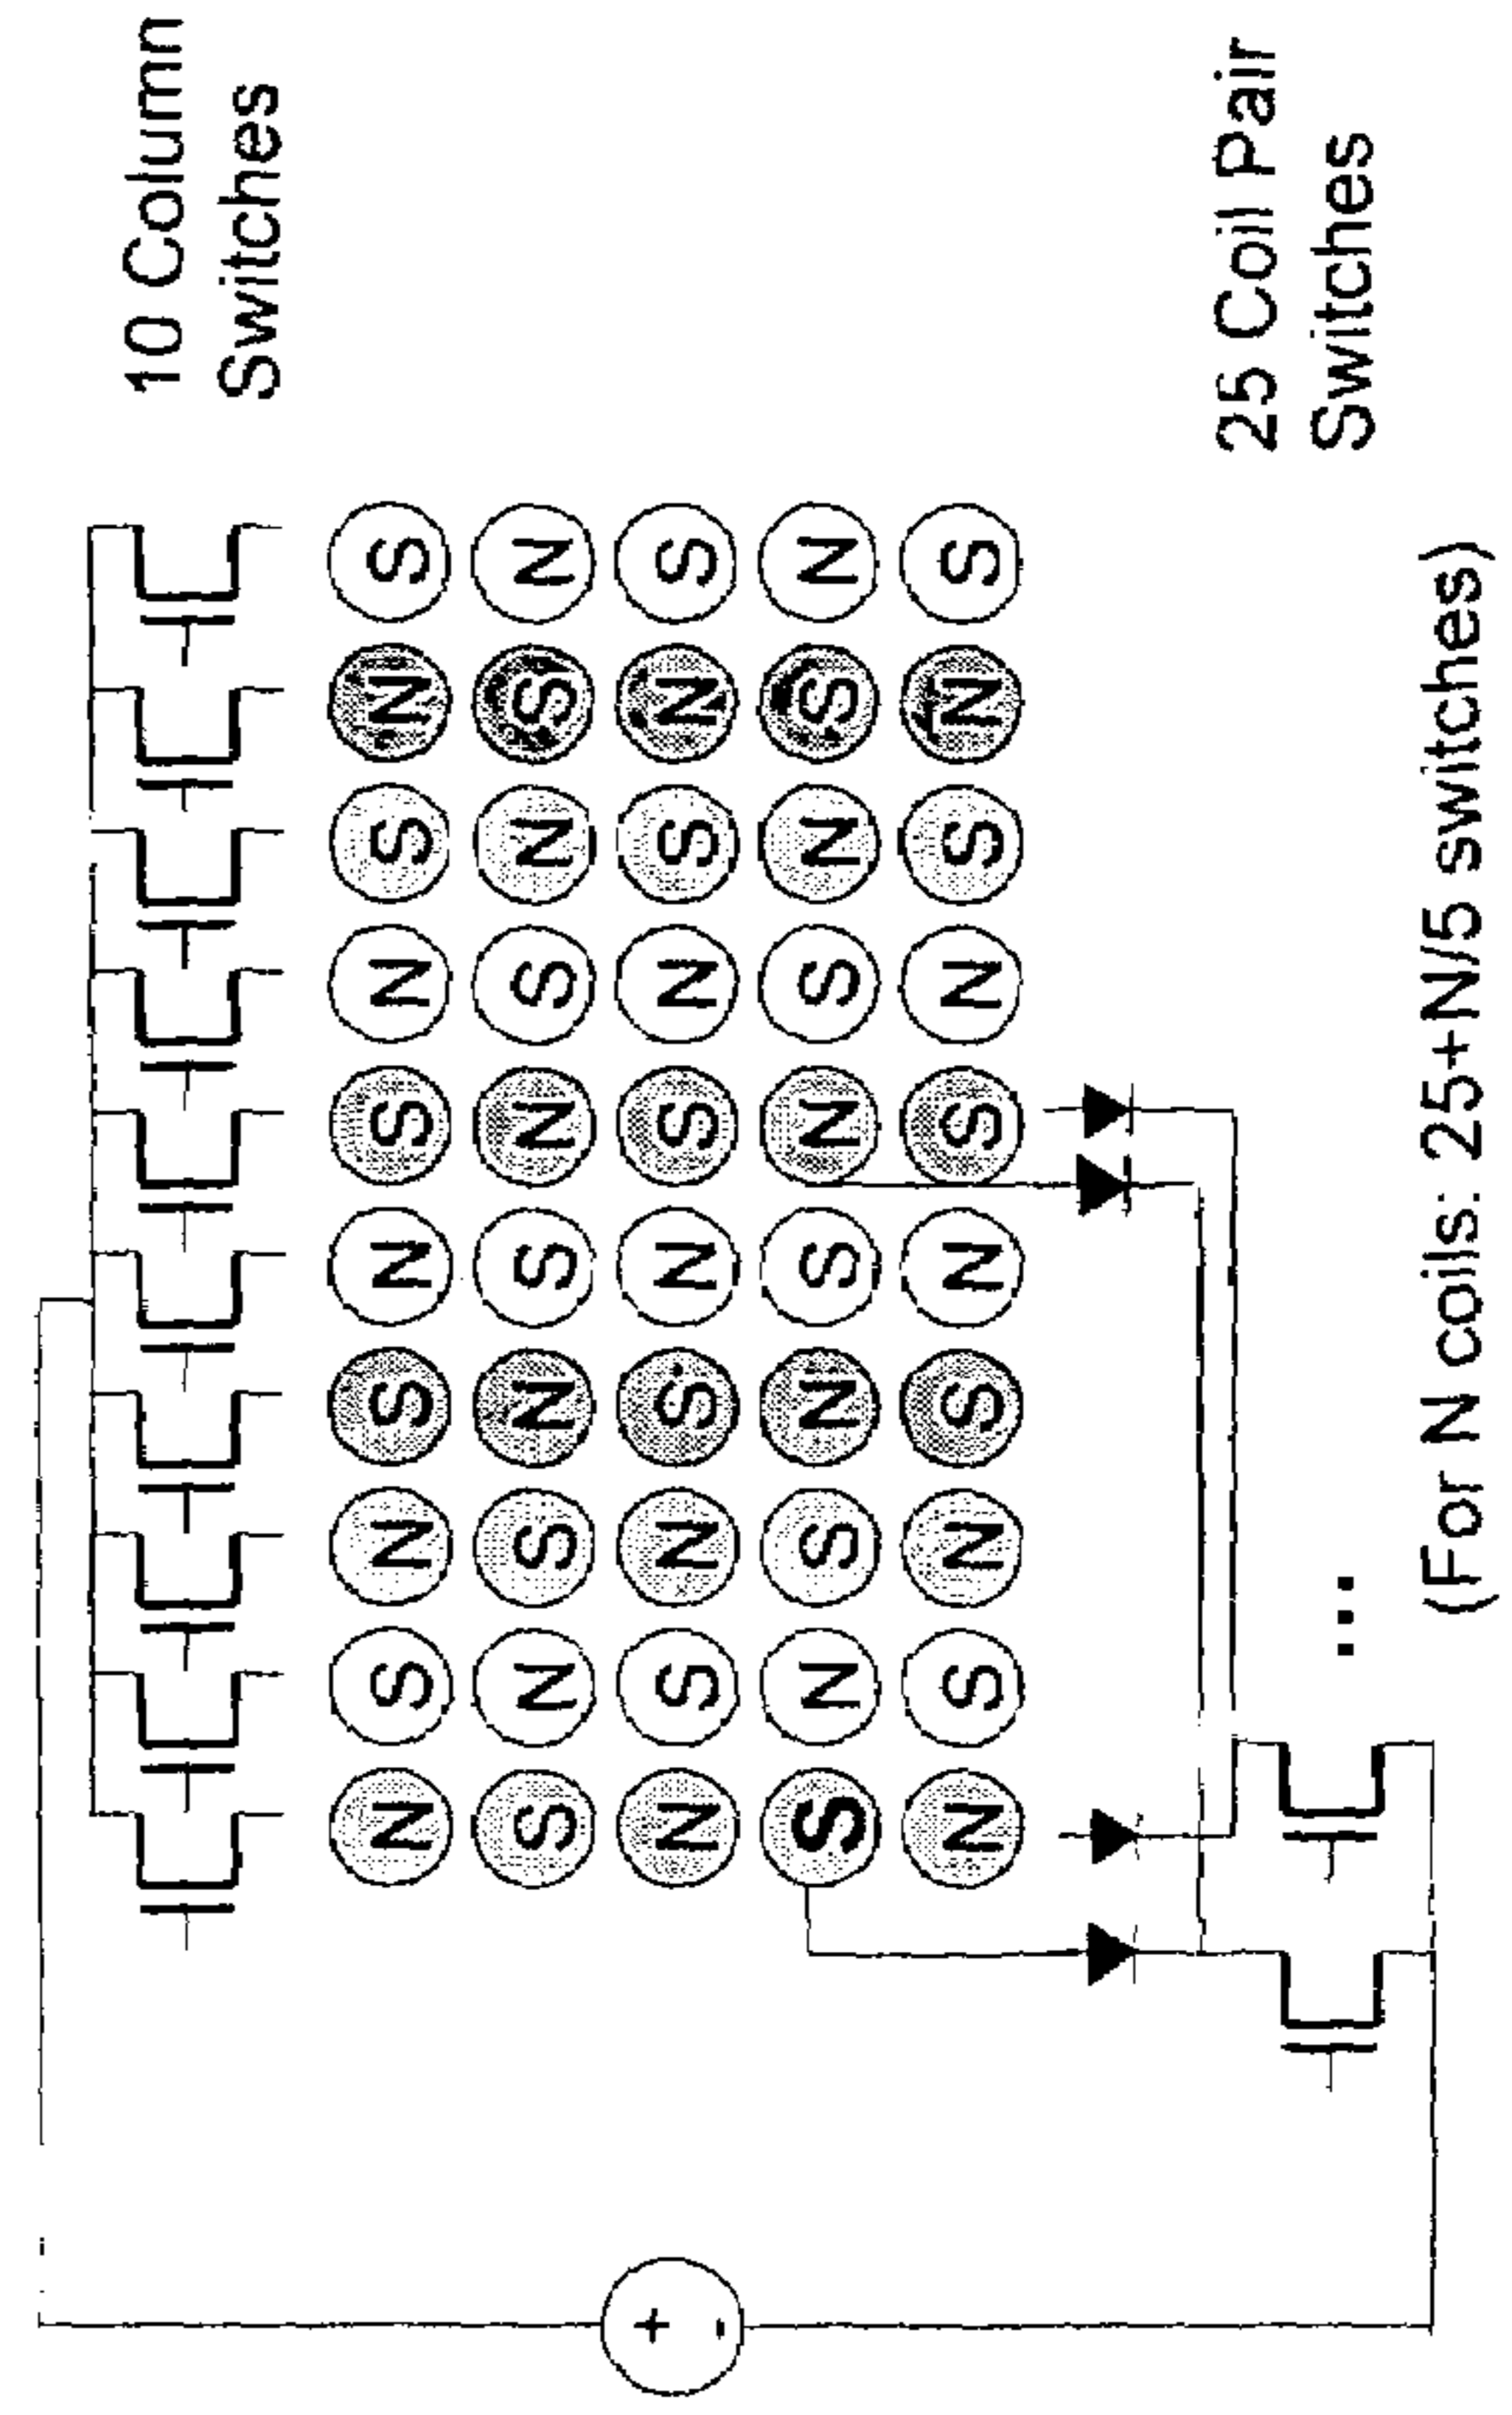 10 Column
Switches
N S N S N S N S N S
S N S N S N S N S N
+
N S N S N S N S N S
-
S N S N S N S N S N
N S N S N S N S N S
25 Coil Pair
Switches
...
(For N coils: 25+N/5 switches)